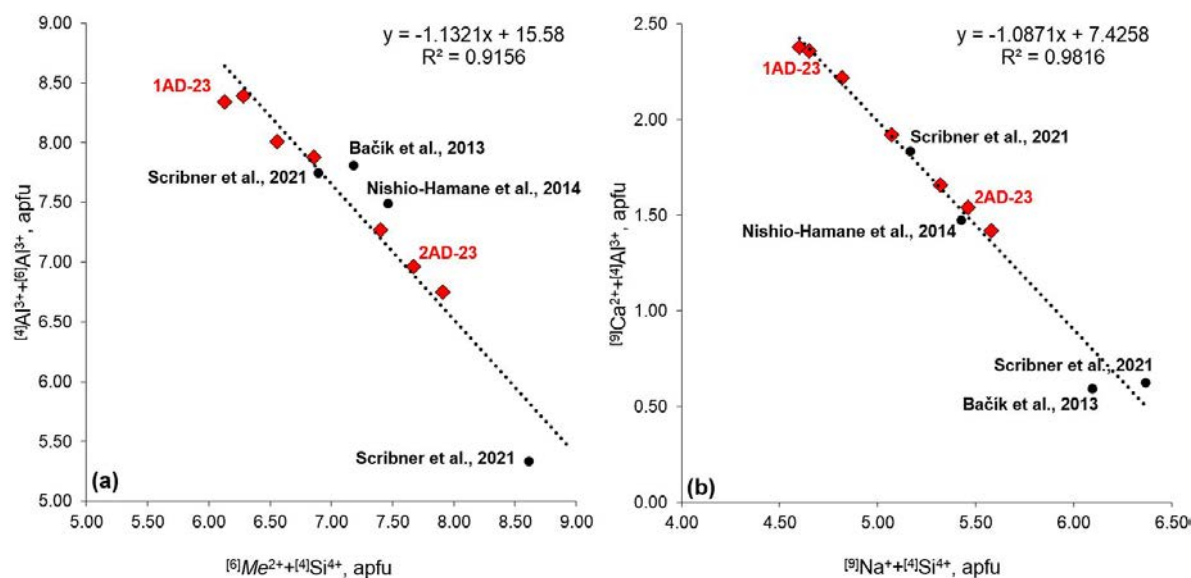 y = -1.1321x + 15.58
R² = 0.9156
9.00
8.50
8.00
7.50
7.00
6.50
6.00
5.50
5.00
[4]Al³⁺+[6]Al³⁺, apfu
1AD-23
Bačík et al., 2013
Scribner et al., 2021
Nishio-Hamane et al., 2014
2AD-23
Scribner et al., 2021
(a)
5.00 5.50 6.00 6.50 7.00 7.50 8.00 8.50 9.00
[6]Me²⁺+[4]Si⁴⁺, apfu
y = -1.0871x + 7.4258
R² = 0.9816
2.50
2.00
1.50
1.00
0.50
0.00
[9]Ca²⁺+[4]Al³⁺, apfu
1AD-23
Scribner et al., 2021
2AD-23
Nishio-Hamane et al., 2014
Scribner et al., 2021
Bačík et al., 2013
(b)
4.00 4.50 5.00 5.50 6.00 6.50
[9]Na⁺+[4]Si⁴⁺, apfu